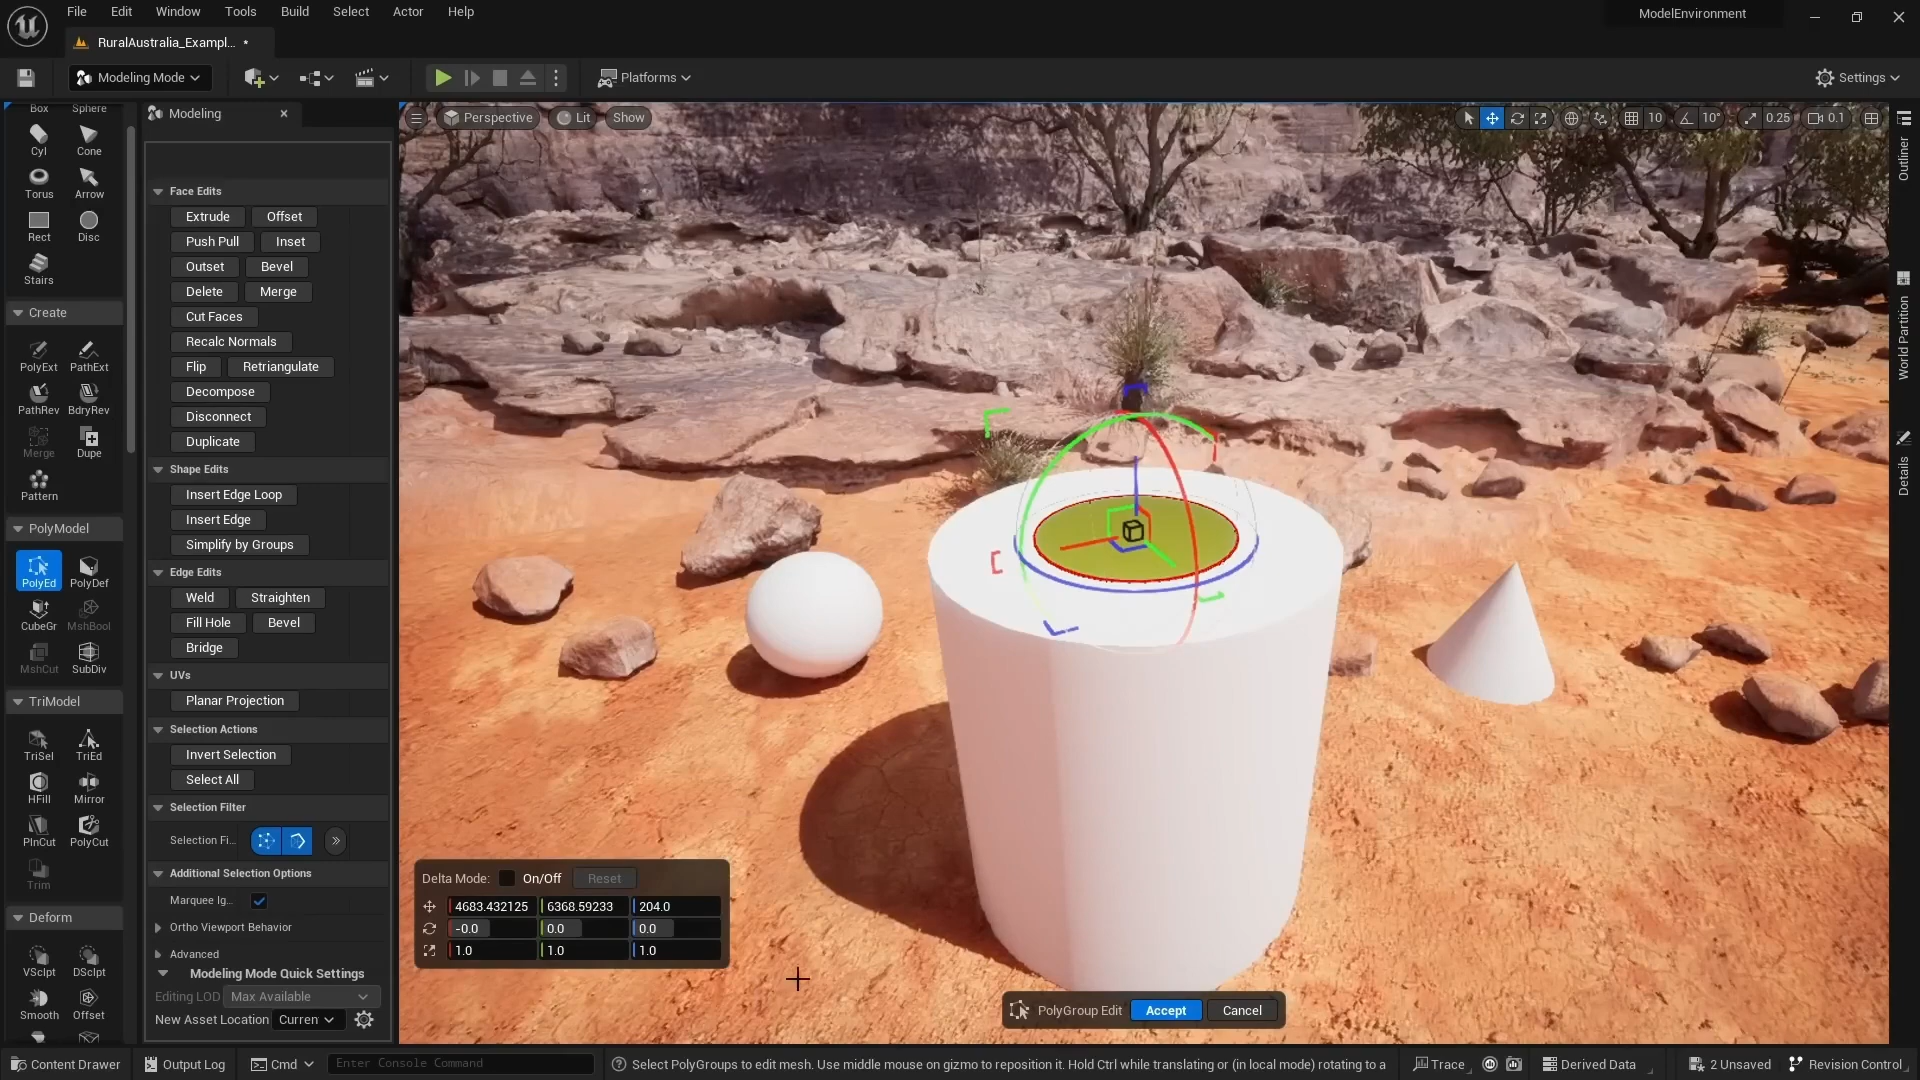 File Edit Window Tools Build Select Actor Help
ModelEnvironment
RuralAustralia_Exampl... •
Modeling Mode
Platforms
Settings
Box Sphere
Cyl Cone
Torus Arrow
Rect Disc
Stairs
Create
PolyExt PathExt
PathRev BdryRev
Merge Dupe
Pattern
PolyModel
PolyEd PolyDef
CubeGr MshBool
MshCut SubDiv
TriModel
TriSel TriEd
HFill Mirror
PlnCut PolyCut
Trim
Deform
VSclpt DSclpt
Smooth Offset
Modeling
Face Edits
Extrude Offset
Push Pull Inset
Outset Bevel
Delete Merge
Cut Faces
Recalc Normals
Flip Retriangulate
Decompose
Disconnect
Duplicate
Shape Edits
Insert Edge Loop
Insert Edge
Simplify by Groups
Edge Edits
Weld Straighten
Fill Hole Bevel
Bridge
UVs
Planar Projection
Selection Actions
Invert Selection
Select All
Selection Filter
Selection Fi...
Additional Selection Options
Marquee Ig...
Ortho Viewport Behavior
Advanced
Modeling Mode Quick Settings
Editing LOD Max Available
New Asset Location Curren
Perspective Lit Show
10 10° 0.25 0.1
Outliner
World Partition
Details
Delta Mode: On/Off Reset
4683.432125 6368.59233 204.0
-0.0 0.0 0.0
1.0 1.0 1.0
PolyGroup Edit Accept Cancel
Content Drawer Output Log Cmd Enter Console Command Select PolyGroups to edit mesh. Use middle mouse on gizmo to reposition it. Hold Ctrl while translating or (in local mode) rotating to a Trace Derived Data 2 Unsaved Revision Control